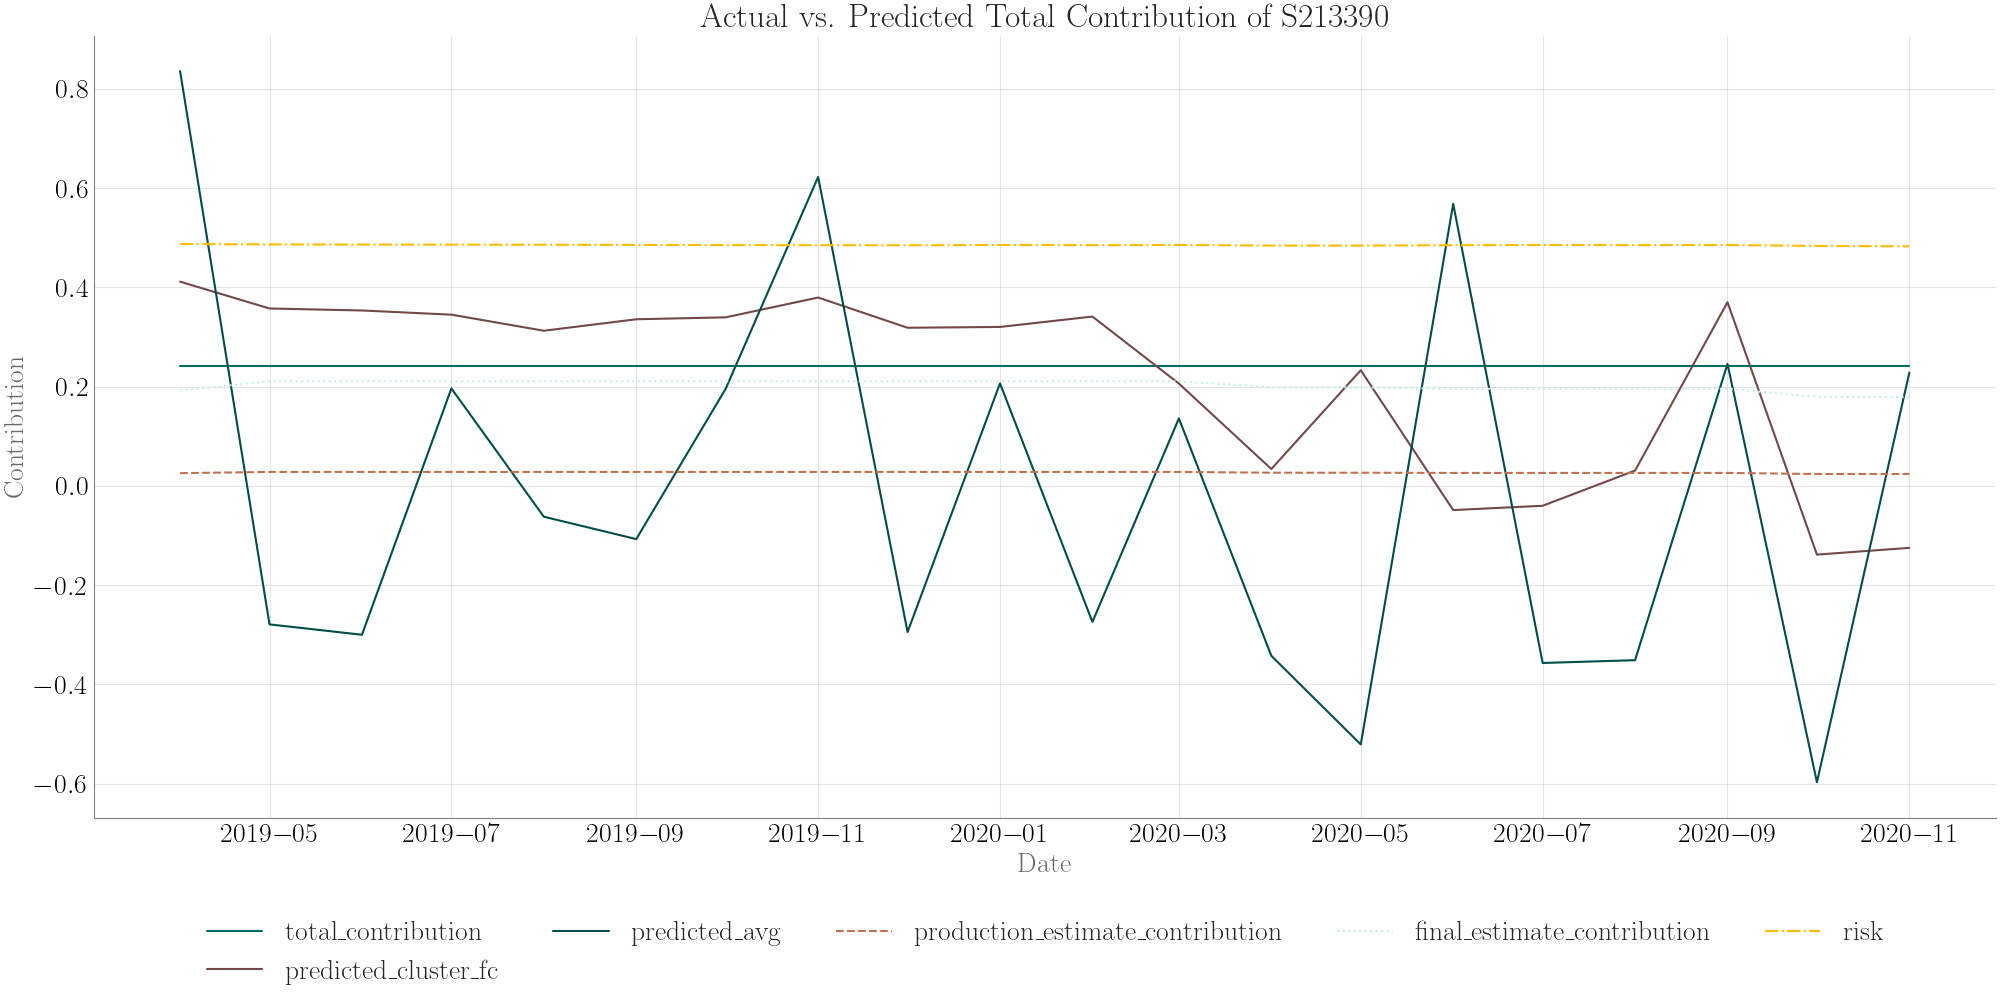 Actual vs. Predicted Total Contribution of S213390
0.8
0.6
0.4
0.2
0.0
−0.2
−0.4
−0.6
Contribution
2019−05 2019−07 2019−09 2019−11 2020−01 2020−03 2020−05 2020−07 2020−09 2020−11
Date
total_contribution predicted_avg production_estimate_contribution final_estimate_contribution risk
predicted_cluster_fc